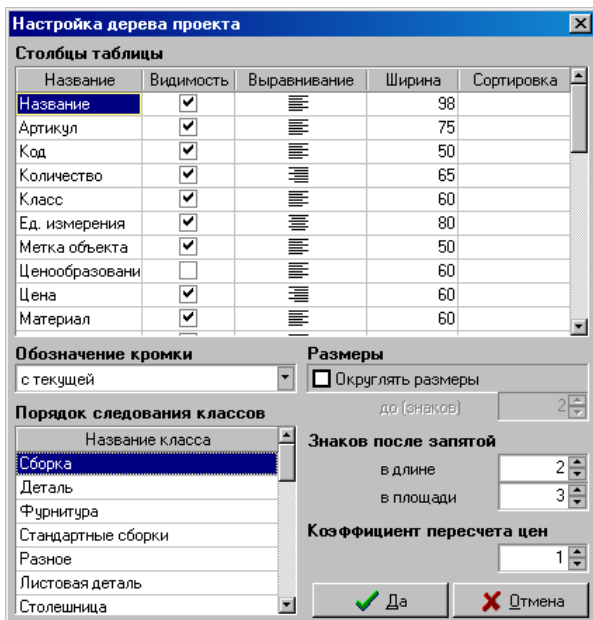 Настройка дерева проекта
Столбцы таблицы
Название Видимость Выравнивание Ширина Сортировка
Название 98
Артикул 75
Код 50
Количество 65
Класс 60
Ед. измерения 80
Метка объекта 50
Ценообразовани 60
Цена 60
Материал 60
Обозначение кромки
с текущей
Размеры
Округлять размеры
до (знаков) 2
Порядок следования классов
Название класса
Сборка
Деталь
Фурнитура
Стандартные сборки
Разное
Листовая деталь
Столешница
Знаков после запятой
в длине 2
в площади 3
Коэффициент пересчета цен
1
Да Отмена